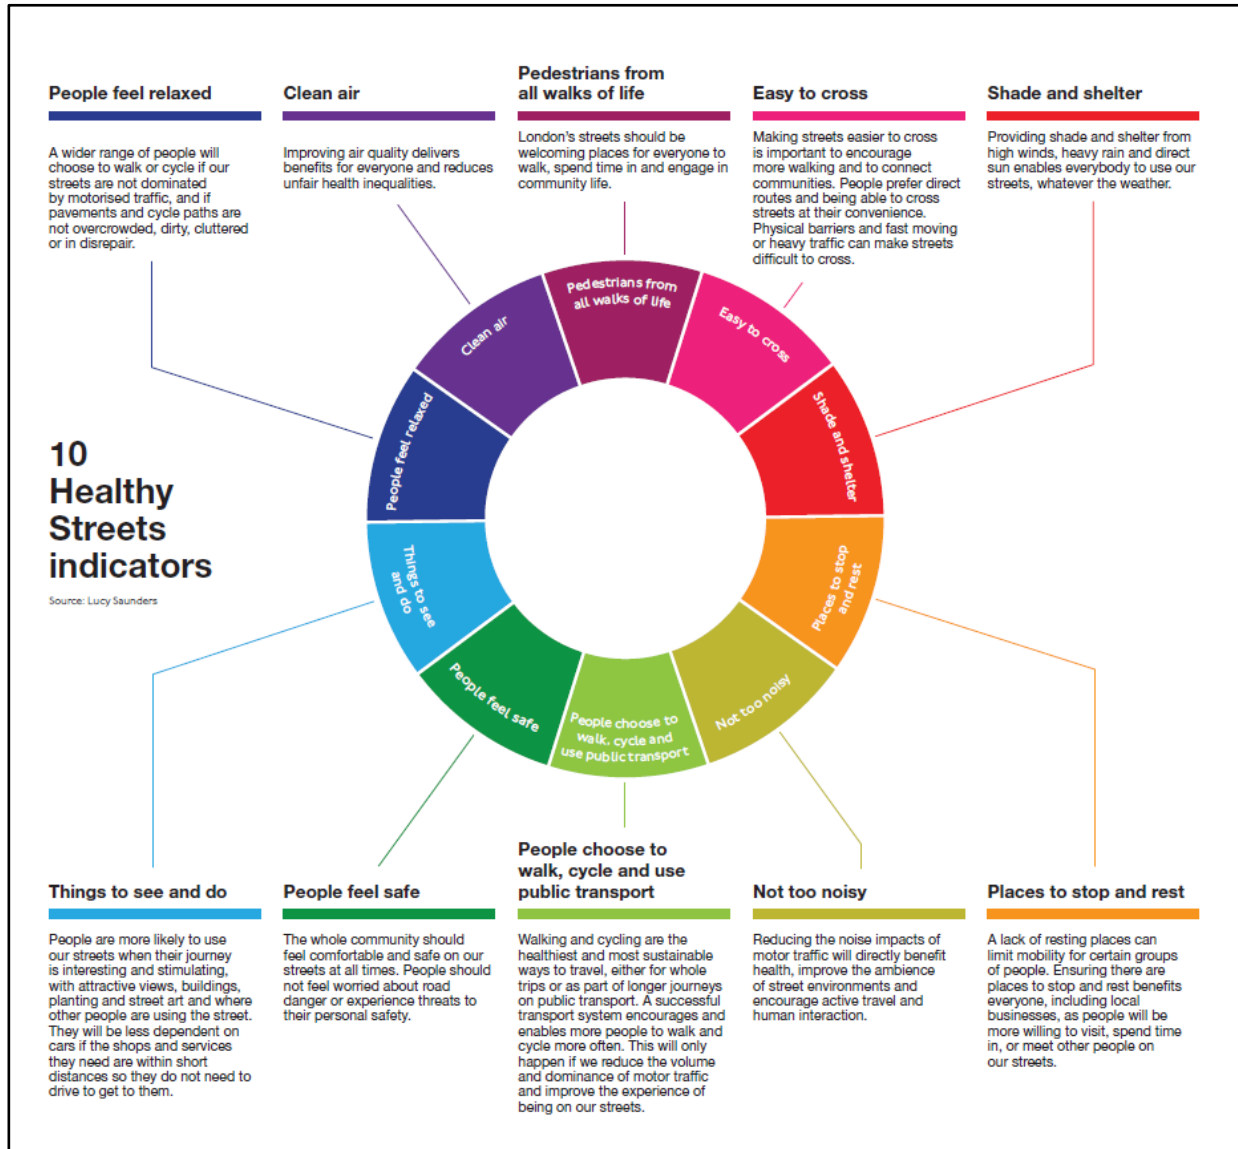 People feel relaxed
A wider range of people will
choose to walk or cycle if our
streets are not dominated
by motorised traffic, and if
pavements and cycle paths are
not overcrowded, dirty, cluttered
or in disrepair.
Clean air
Improving air quality delivers
benefits for everyone and reduces
unfair health inequalities.
Pedestrians from
all walks of life
London's streets should be
welcoming places for everyone to
walk, spend time in and engage in
community life.
Easy to cross
Making streets easier to cross
is important to encourage
more walking and to connect
communities. People prefer direct
routes and being able to cross
streets at their convenience.
Physical barriers and fast moving
or heavy traffic can make streets
difficult to cross.
Shade and shelter
Providing shade and shelter from
high winds, heavy rain and direct
sun enables everybody to use our
streets, whatever the weather.
10
Healthy
Streets
indicators
Source: Lucy Saunders
Pedestrians from
all walks of life
Easy to cross
Shade and shelter
Places to stop
and rest
Not too noisy
People choose to
walk, cycle and
use public transport
People feel safe
Things to see
and do
People feel relaxed
Clean air
Things to see and do
People are more likely to use
our streets when their journey
is interesting and stimulating,
with attractive views, buildings,
planting and street art and where
other people are using the street.
They will be less dependent on
cars if the shops and services
they need are within short
distances so they do not need to
drive to get to them.
People feel safe
The whole community should
feel comfortable and safe on our
streets at all times. People should
not feel worried about road
danger or experience threats to
their personal safety.
People choose to
walk, cycle and use
public transport
Walking and cycling are the
healthiest and most sustainable
ways to travel, either for whole
trips or as part of longer journeys
on public transport. A successful
transport system encourages and
enables more people to walk and
cycle more often. This will only
happen if we reduce the volume
and dominance of motor traffic
and improve the experience of
being on our streets.
Not too noisy
Reducing the noise impacts of
motor traffic will directly benefit
health, improve the ambience
of street environments and
encourage active travel and
human interaction.
Places to stop and rest
A lack of resting places can
limit mobility for certain groups
of people. Ensuring there are
places to stop and rest benefits
everyone, including local
businesses, as people will be
more willing to visit, spend time
in, or meet other people on
our streets.